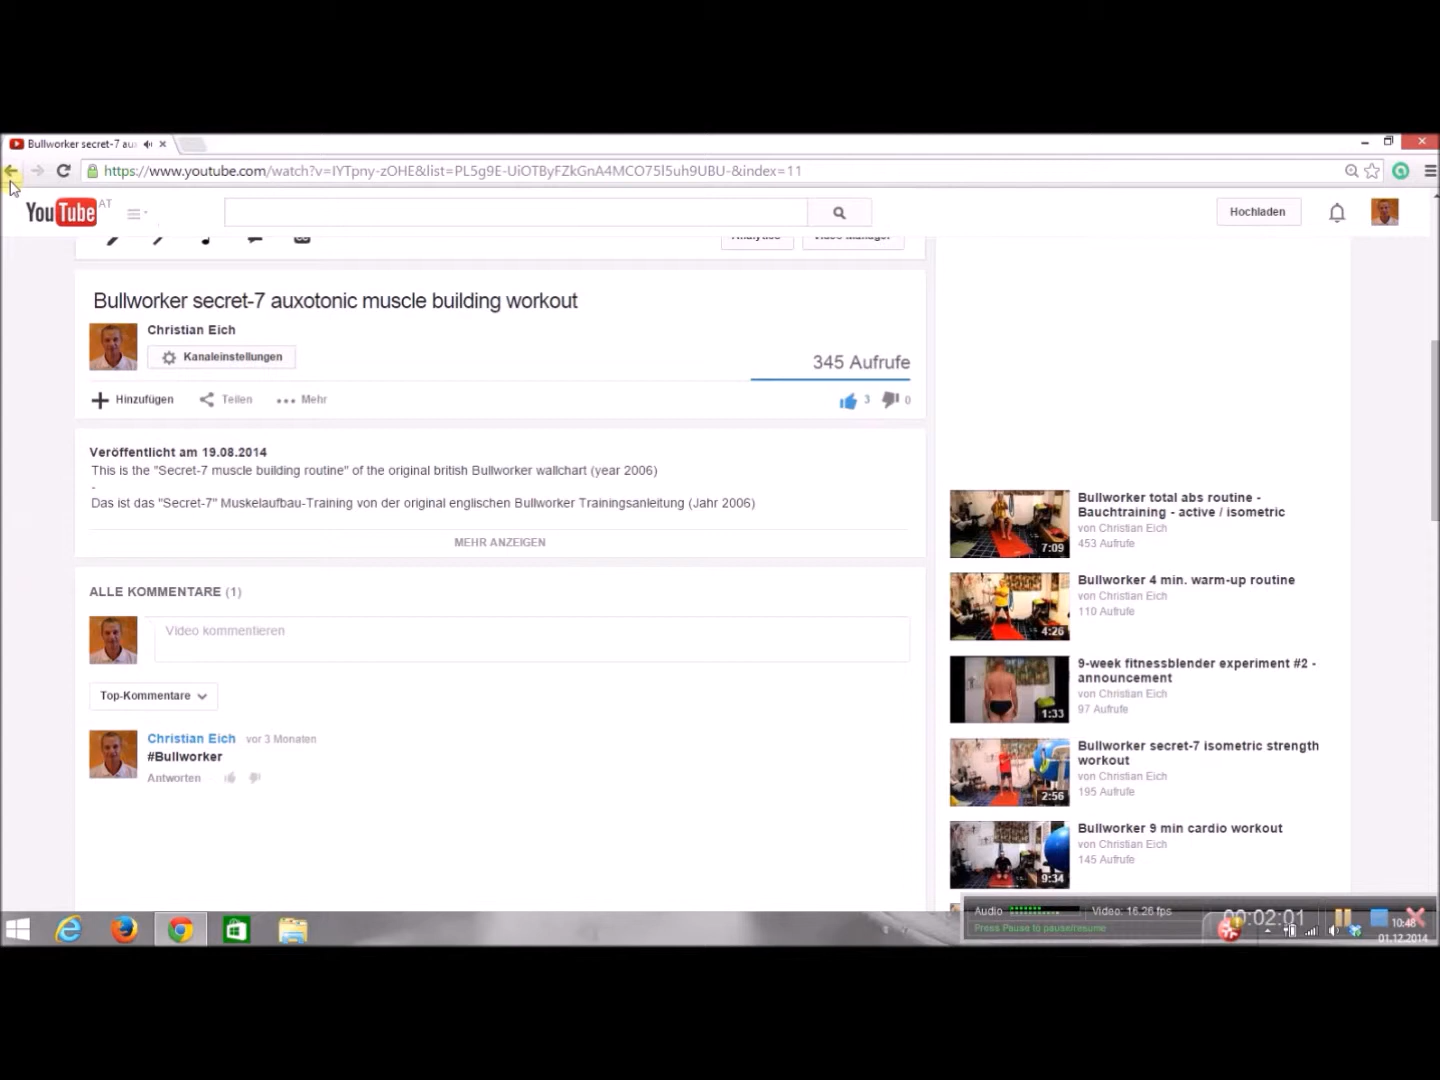 Bullworker secret-7 au
https://www.youtube.com/watch?v=IYTpny-zOHE&list=PL5g9E-UiOTByFZkGnA4MCO75l5uh9UBU-&index=11
YouTube AT
Hochladen
Bullworker secret-7 auxotonic muscle building workout
Christian Eich
Kanaleinstellungen
345 Aufrufe
Hinzufügen Teilen Mehr
3 0
Veröffentlicht am 19.08.2014
This is the "Secret-7 muscle building routine" of the original british Bullworker wallchart (year 2006)
-
Das ist das "Secret-7" Muskelaufbau-Training von der original englischen Bullworker Trainingsanleitung (Jahr 2006)
MEHR ANZEIGEN
ALLE KOMMENTARE (1)
Video kommentieren
Top-Kommentare
Christian Eich vor 3 Monaten
#Bullworker
Antworten
Bullworker total abs routine -
Bauchtraining - active / isometric
von Christian Eich
453 Aufrufe
7:09
Bullworker 4 min. warm-up routine
von Christian Eich
110 Aufrufe
4:26
9-week fitnessblender experiment #2 -
announcement
von Christian Eich
97 Aufrufe
1:33
Bullworker secret-7 isometric strength
workout
von Christian Eich
195 Aufrufe
2:56
Bullworker 9 min cardio workout
von Christian Eich
145 Aufrufe
9:34
Audio Video: 16.26 fps
00:02:01
Press Pause to pause/resume
10:48
01.12.2014